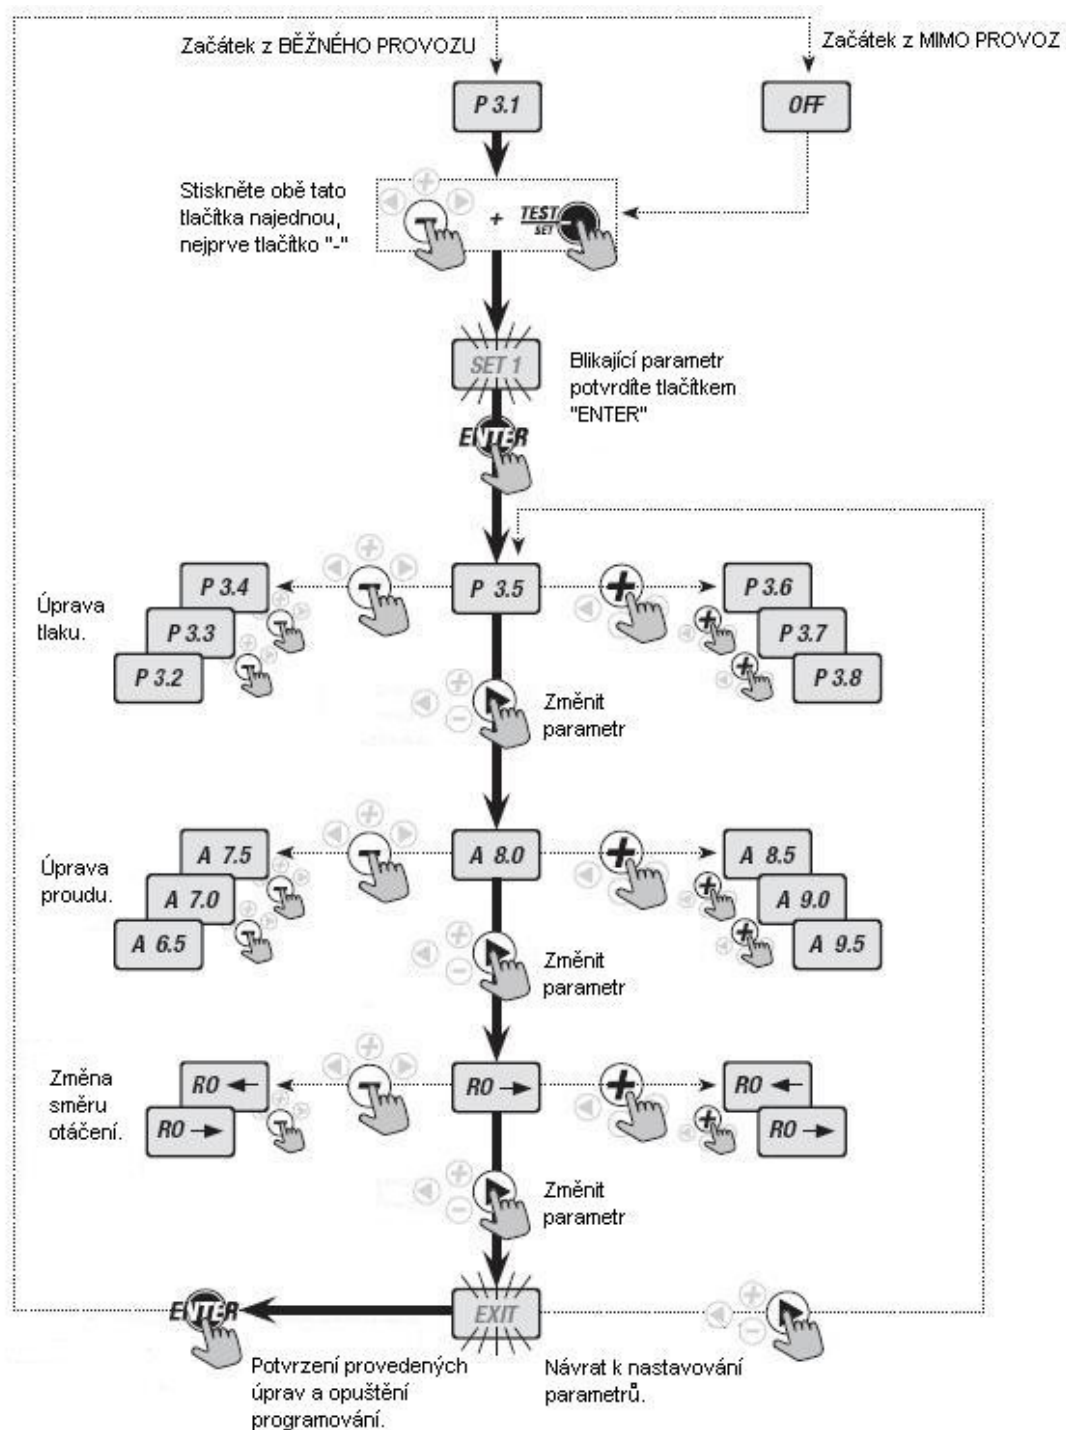 Začátek z BĚŽNÉHO PROVOZU
Začátek z MIMO PROVOZ
P 3.1
OFF
Stiskněte obě tato
tlačítka najednou,
nejprve tlačítko "-"
+
TEST
SET
SET 1
Blikající parametr
potvrdíte tlačítkem
"ENTER"
ENTER
Úprava
tlaku.
P 3.4
P 3.3
P 3.2
P 3.5
P 3.6
P 3.7
P 3.8
Změnit
parametr
Úprava
proudu.
A 7.5
A 7.0
A 6.5
A 8.0
A 8.5
A 9.0
A 9.5
Změnit
parametr
Změna
směru
otáčení.
RO ←
RO →
RO →
RO ←
RO →
Změnit
parametr
ENTER
EXIT
Potvrzení provedených
úprav a opuštění
programování.
Návrat k nastavování
parametrů.